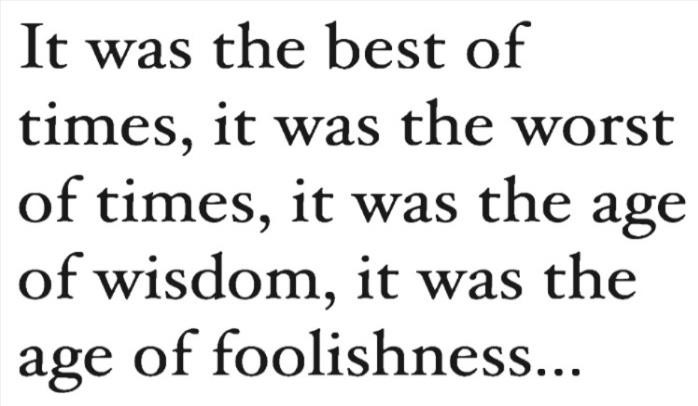 It was the best of
times, it was the worst
of times, it was the age
of wisdom, it was the
age of foolishness...